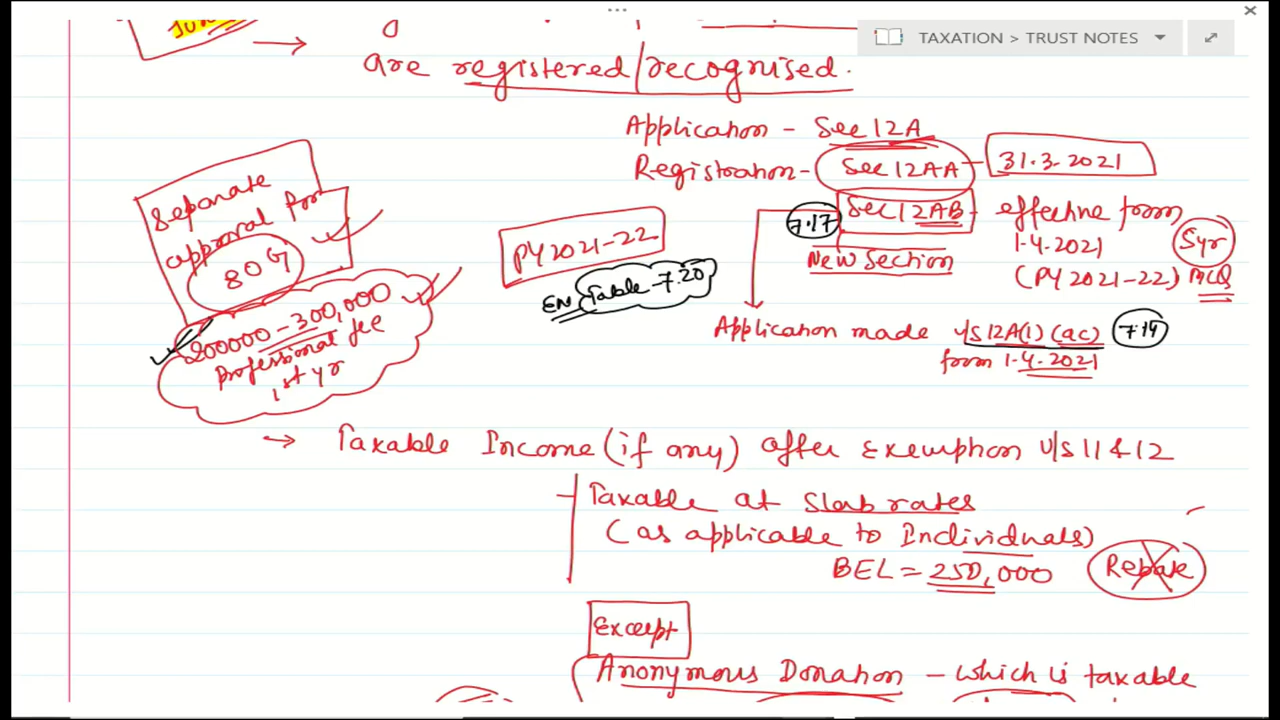 TAXATION > TRUST NOTES
are registered/recognised.
Application - Sec 12A
Registration - Sec 12AA - 31.3.2021
7.17 Sec 12AB - effective from
New Section 1.4.2021 5yr
(PY 2021-22) MCQ
Separate
approval for
80G
200000 - 300,000
professional fee
1st yr
PY 2021-22
Table - 7.20
Application made u/s 12A(1)(ac) 7.19
from 1.4.2021
→ Taxable Income (if any) after Exemption u/s 11 & 12
Taxable at Slab rates
(as applicable to Individuals)
BEL = 250,000 Rebate
Except
Anonymous Donation - which is taxable